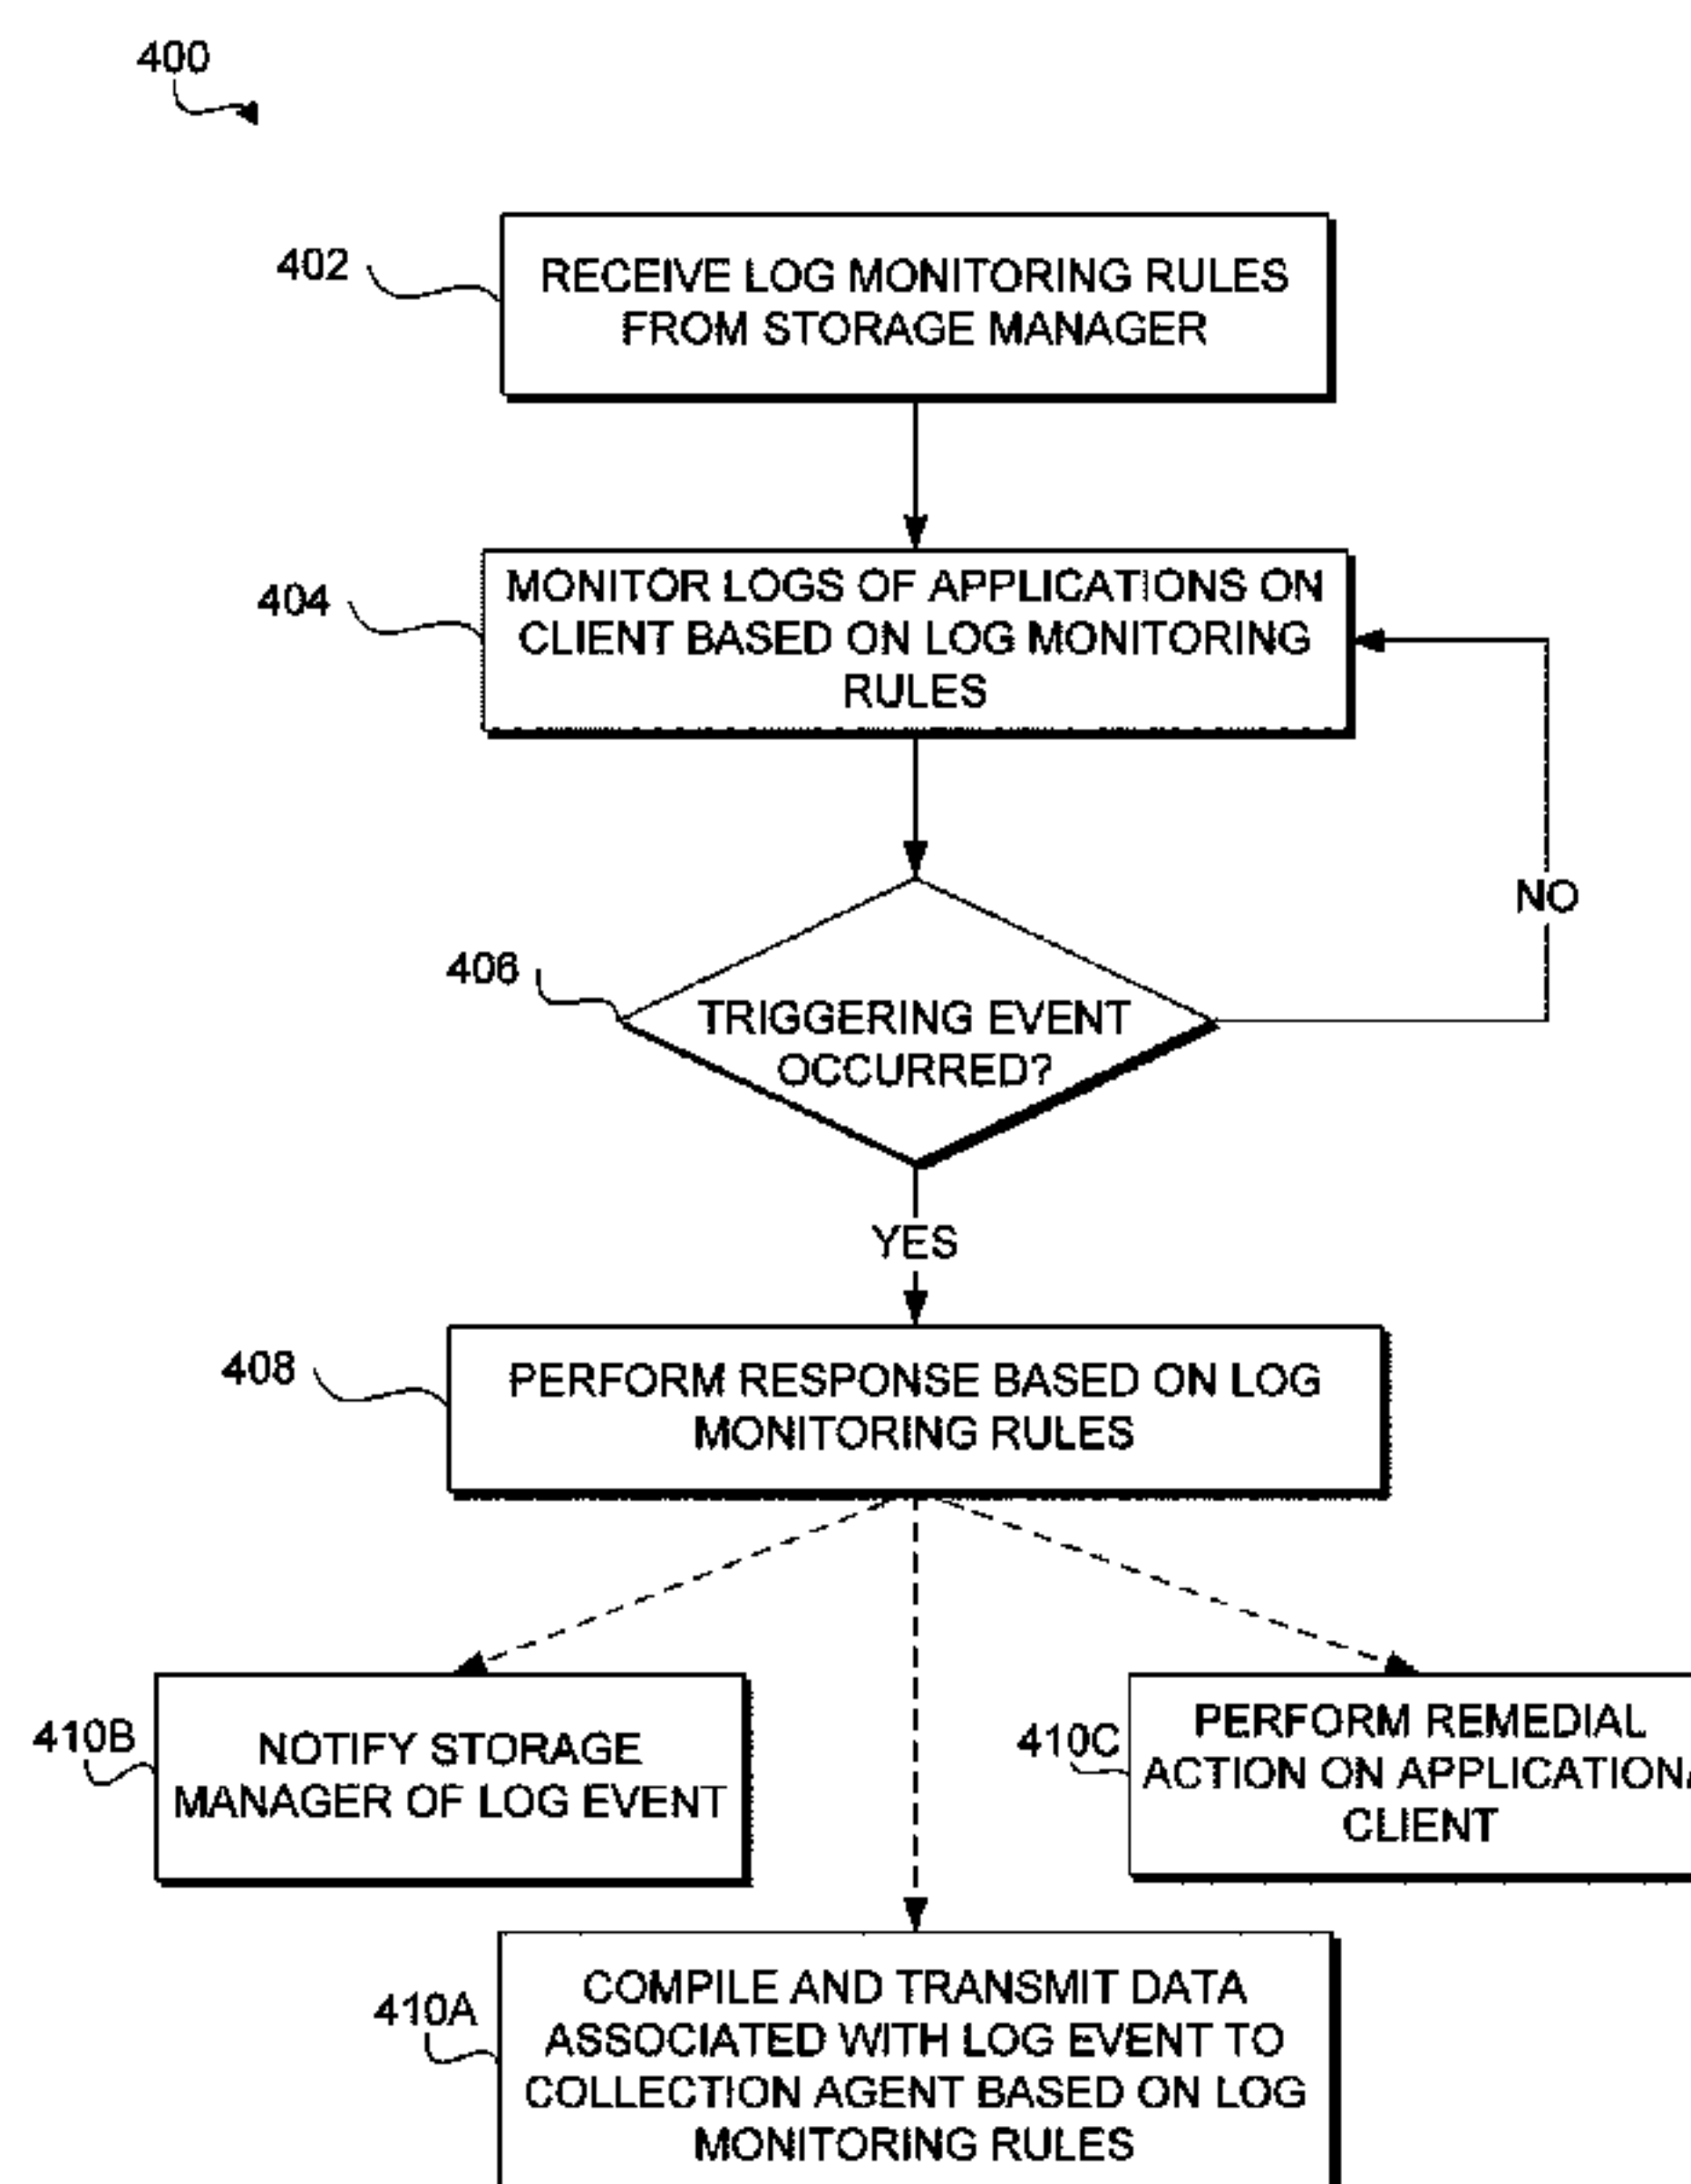 400
402
RECEIVE LOG MONITORING RULES
FROM STORAGE MANAGER
404
MONITOR LOGS OF APPLICATIONS ON
CLIENT BASED ON LOG MONITORING
RULES
NO
406
TRIGGERING EVENT
OCCURRED?
YES
408
PERFORM RESPONSE BASED ON LOG
MONITORING RULES
410B
NOTIFY STORAGE
MANAGER OF LOG EVENT
410C
PERFORM REMEDIAL
ACTION ON APPLICATION/
CLIENT
410A
COMPILE AND TRANSMIT DATA
ASSOCIATED WITH LOG EVENT TO
COLLECTION AGENT BASED ON LOG
MONITORING RULES